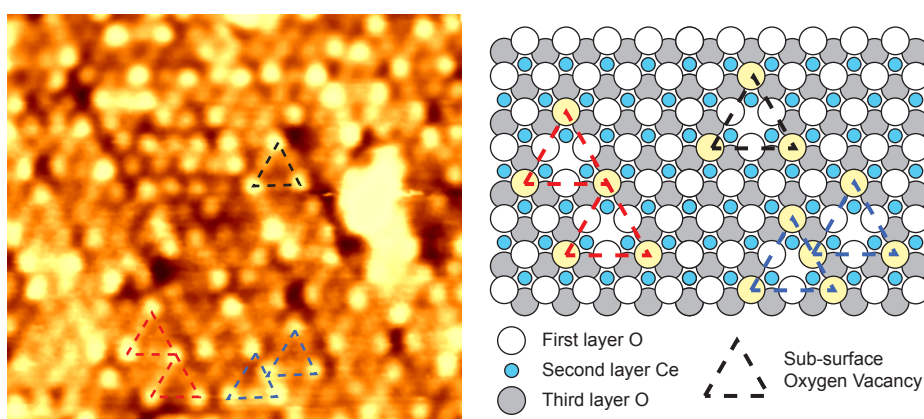 First layer O
Second layer Ce
Third layer O
Sub-surface
Oxygen Vacancy